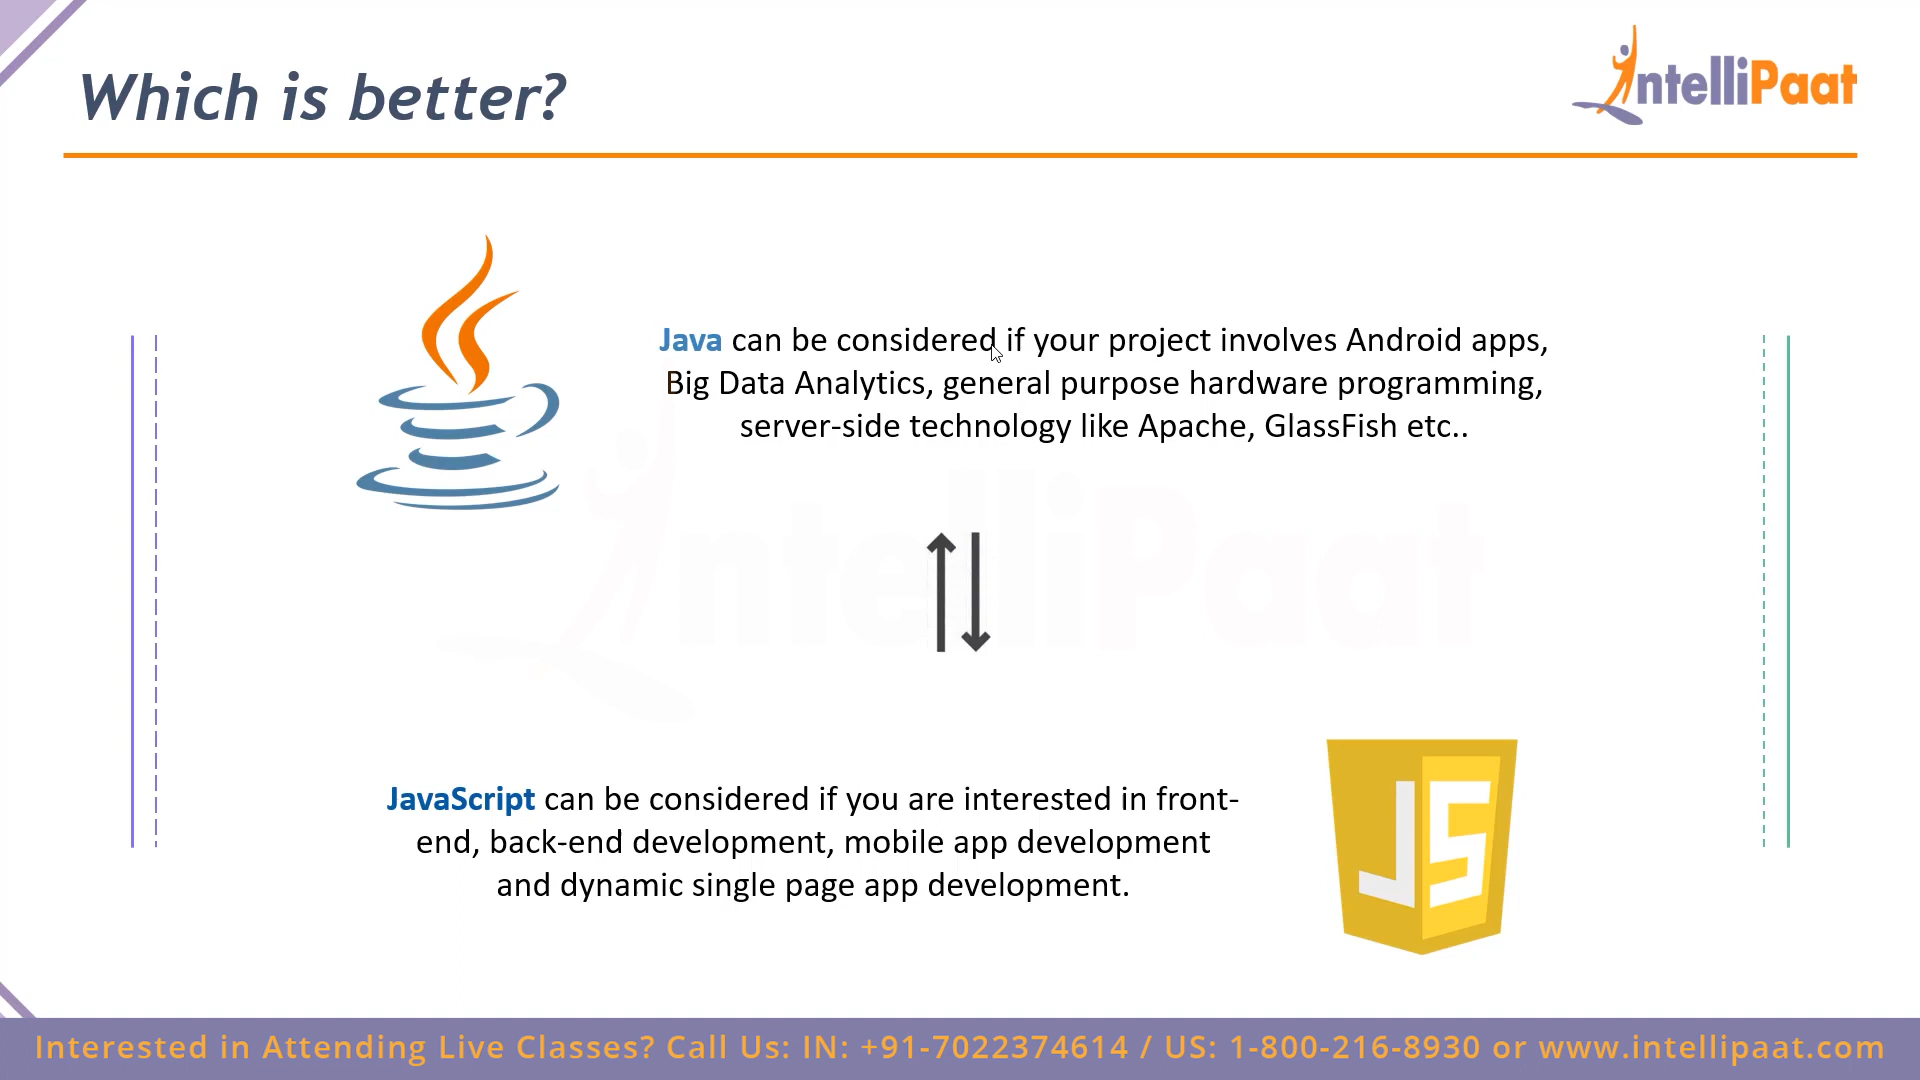 Which is better?
IntelliPaat
Java can be considered if your project involves Android apps,
Big Data Analytics, general purpose hardware programming,
server-side technology like Apache, GlassFish etc..
IntelliPaat
JavaScript can be considered if you are interested in front-
end, back-end development, mobile app development
and dynamic single page app development.
JS
Interested in Attending Live Classes? Call Us: IN: +91-7022374614 / US: 1-800-216-8930 or www.intellipaat.com